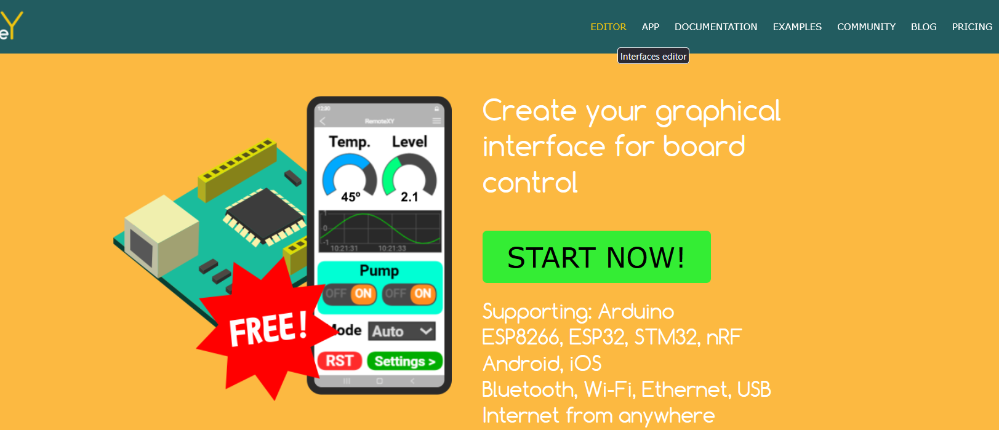 eY
EDITOR APP DOCUMENTATION EXAMPLES COMMUNITY BLOG PRICING
Interfaces editor
12:30
RemoteXY
Temp. Level
45º 2.1
1
0
-1
10:21:31 10:21:33
Pump
OFF ON OFF ON
Mode Auto
RST Settings >
FREE!
Create your graphical
interface for board
control
START NOW!
Supporting: Arduino
ESP8266, ESP32, STM32, nRF
Android, iOS
Bluetooth, Wi-Fi, Ethernet, USB
Internet from anywhere